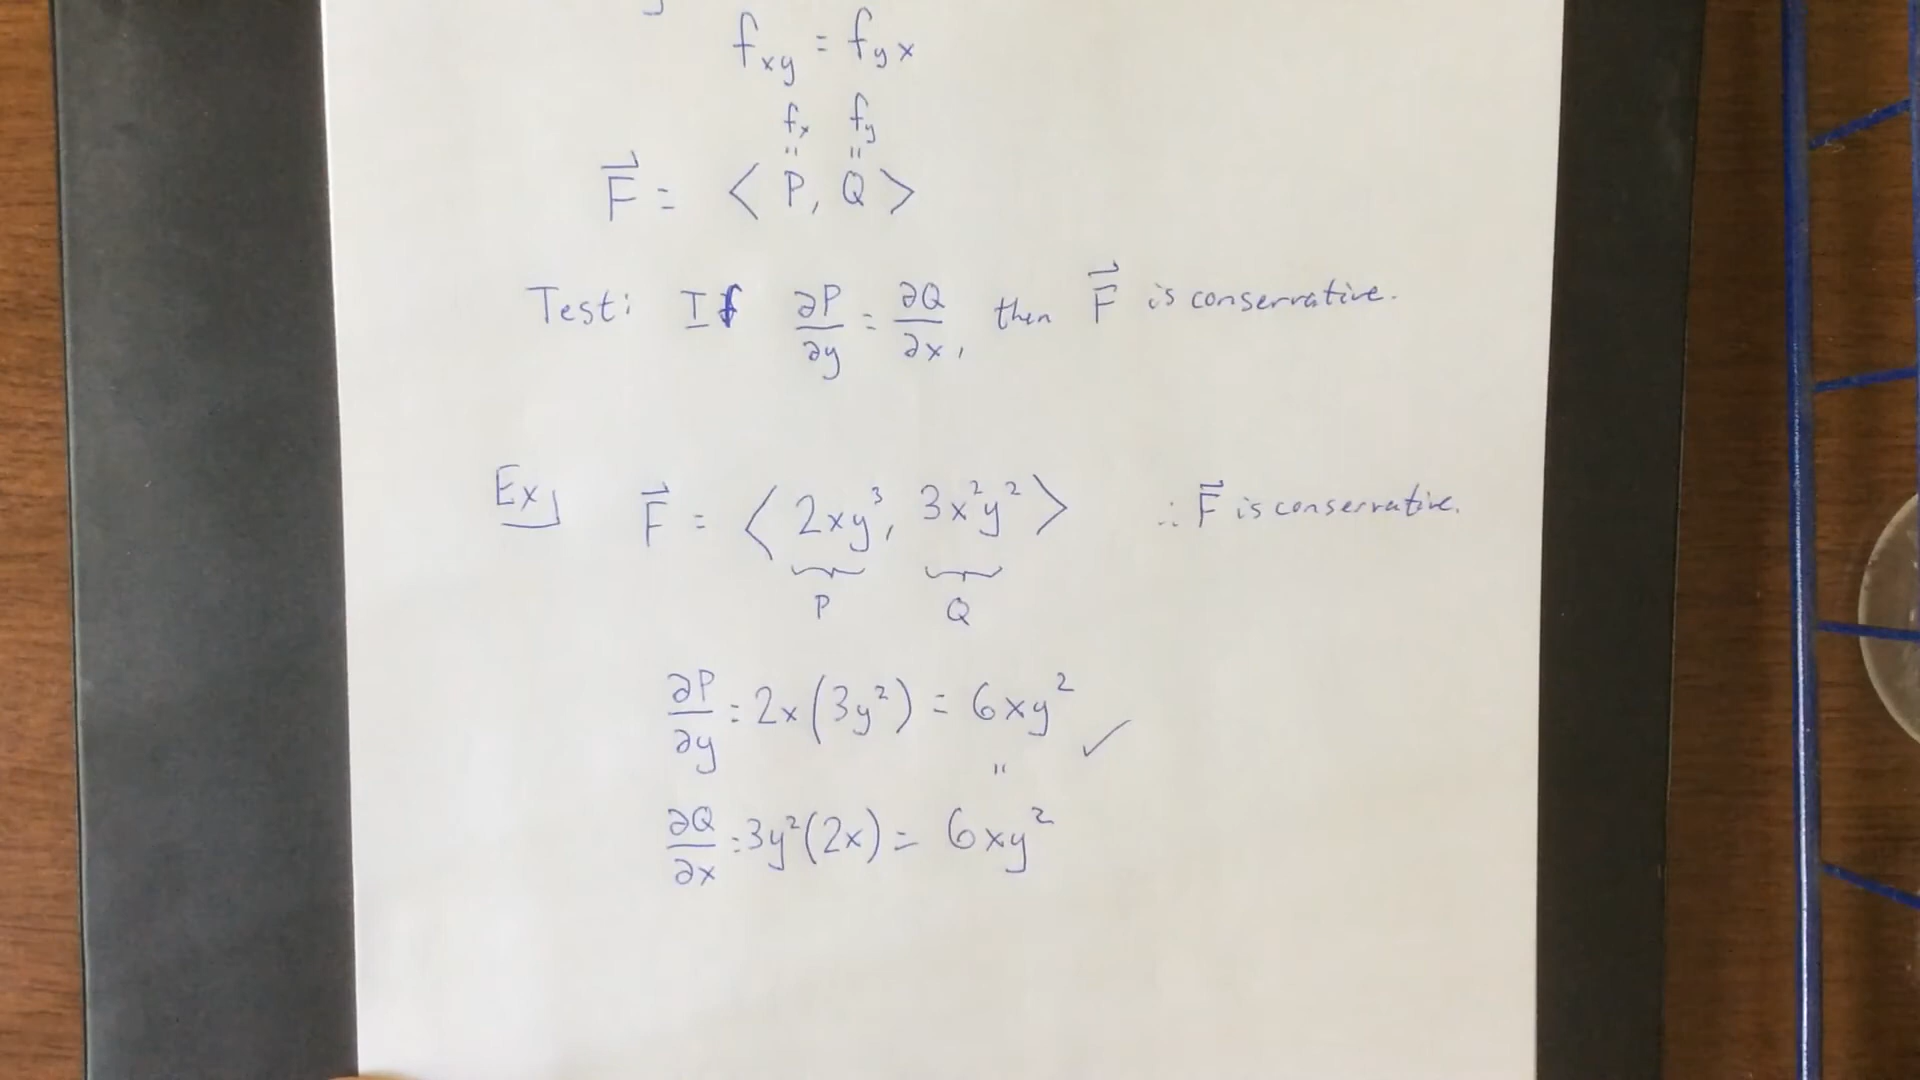 f_xy = f_yx
f_x f_y
" "
F⃗ = < P, Q >
Test: If ∂P/∂y = ∂Q/∂x, then F⃗ is conservative.
Ex) F⃗ = < 2xy³, 3x²y² > ∴ F⃗ is conservative.
P Q
∂P/∂y = 2x(3y²) = 6xy² ✓
"
∂Q/∂x = 3y²(2x) = 6xy²